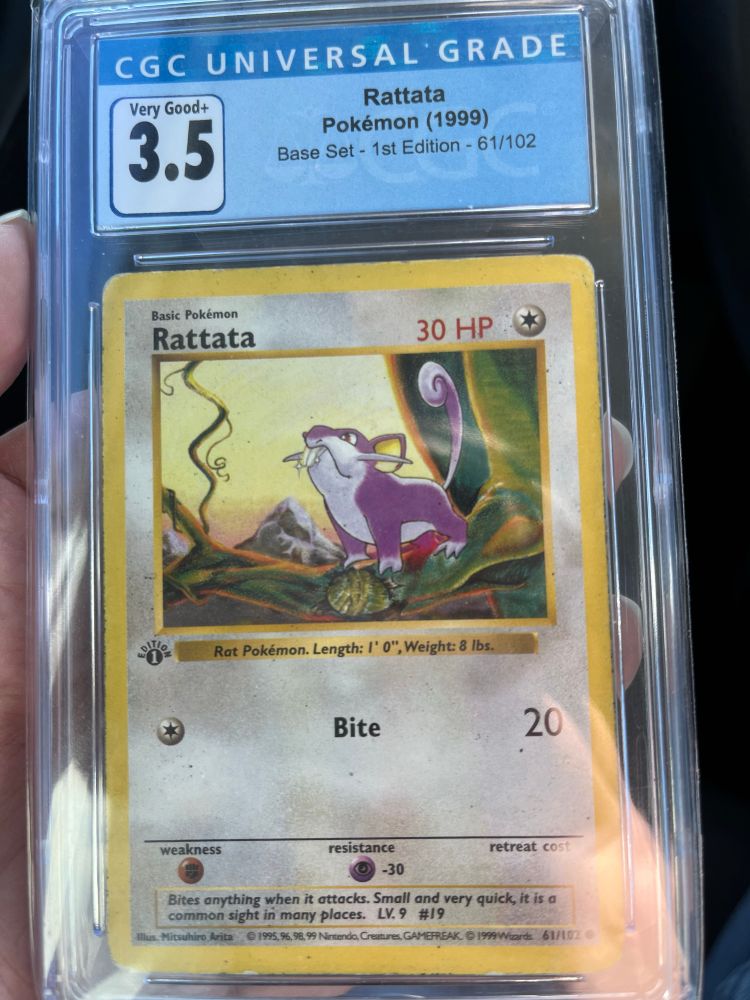 CGC UNIVERSAL GRADE
Very Good+
3.5
Rattata
Pokémon (1999)
Base Set - 1st Edition - 61/102
CGC
Basic Pokémon
Rattata
30 HP
EDITION
1
Rat Pokémon. Length: 1' 0", Weight: 8 lbs.
Bite
20
weakness
resistance
retreat cost
-30
Bites anything when it attacks. Small and very quick, it is a
common sight in many places. LV. 9 #19
Illus. Mitsuhiro Arita © 1995, 96, 98, 99 Nintendo, Creatures, GAMEFREAK. © 1999 Wizards. 61/102